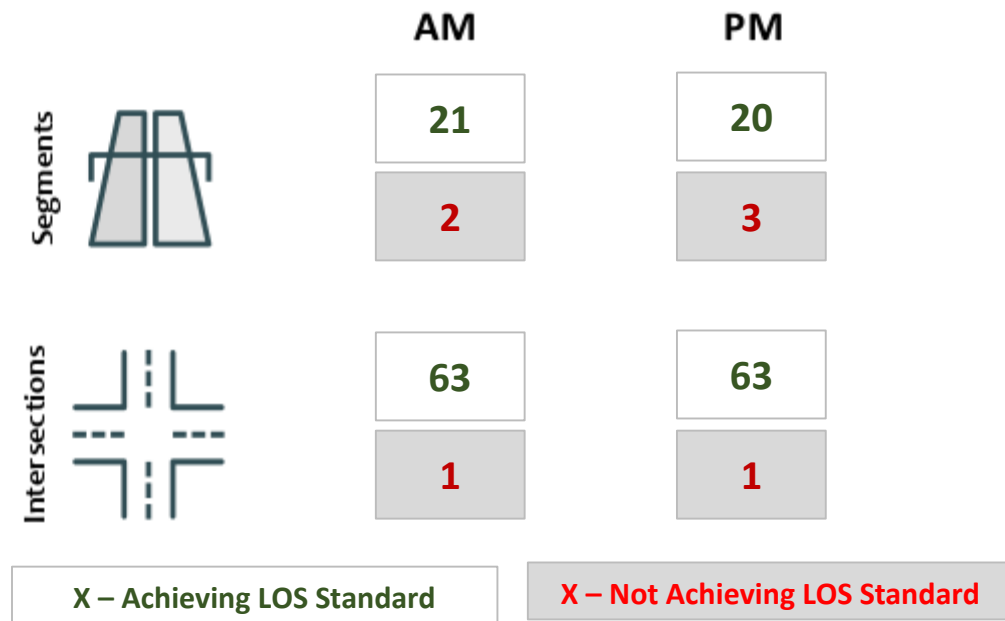 AM PM
Segments
21 20
2 3
Intersections
63 63
1 1
X – Achieving LOS Standard
X – Not Achieving LOS Standard